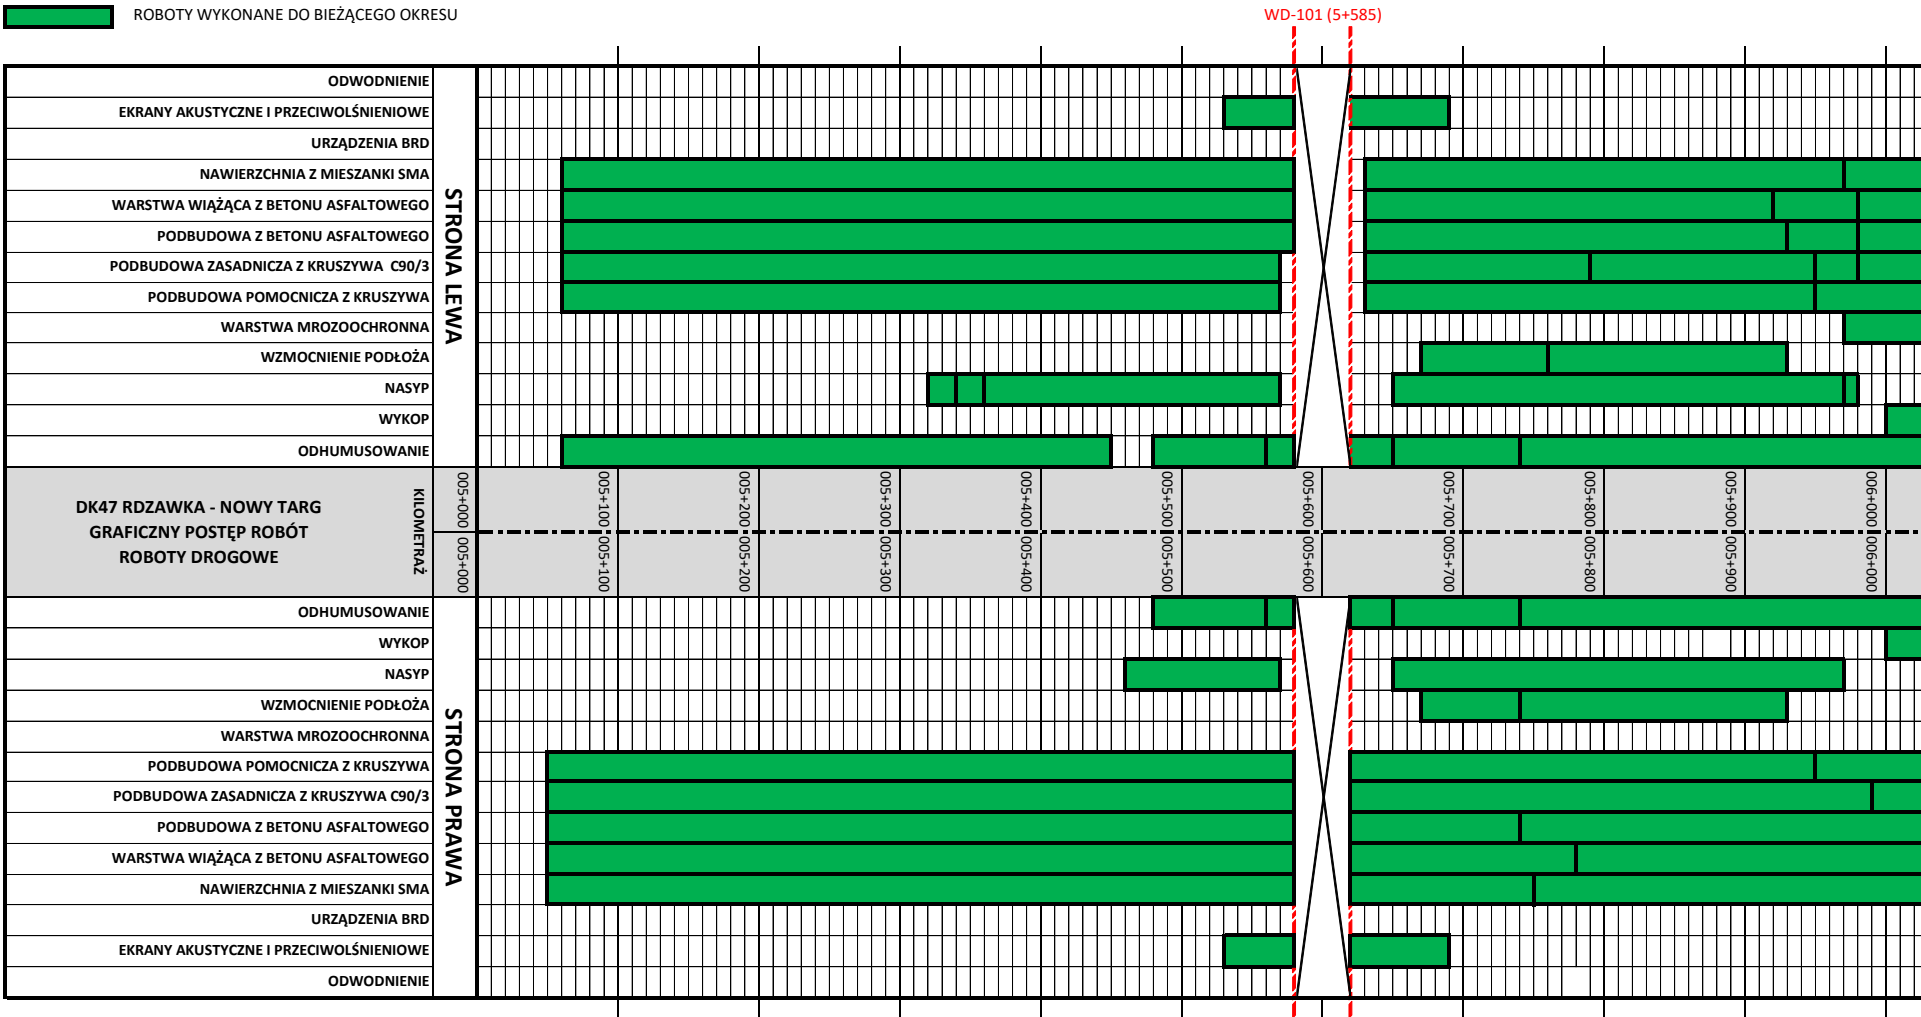 ROBOTY WYKONANE DO BIEŻĄCEGO OKRESU
WD-101 (5+585)
ODWODNIENIE
EKRANY AKUSTYCZNE I PRZECIWOLŚNIENIOWE
URZĄDZENIA BRD
NAWIERZCHNIA Z MIESZANKI SMA
WARSTWA WIĄŻĄCA Z BETONU ASFALTOWEGO
PODBUDOWA Z BETONU ASFALTOWEGO
PODBUDOWA ZASADNICZA Z KRUSZYWA C90/3
PODBUDOWA POMOCNICZA Z KRUSZYWA
WARSTWA MROZOOCHRONNA
WZMOCNIENIE PODŁOŻA
NASYP
WYKOP
ODHUMUSOWANIE
STRONA LEWA
DK47 RDZAWKA - NOWY TARG
GRAFICZNY POSTĘP ROBÓT
ROBOTY DROGOWE
KILOMETRAŻ
005+000 005+100 005+200 005+300 005+400 005+500 005+600 005+700 005+800 005+900 006+000
005+000 005+100 005+200 005+300 005+400 005+500 005+600 005+700 005+800 005+900 006+000
ODHUMUSOWANIE
WYKOP
NASYP
WZMOCNIENIE PODŁOŻA
WARSTWA MROZOOCHRONNA
PODBUDOWA POMOCNICZA Z KRUSZYWA
PODBUDOWA ZASADNICZA Z KRUSZYWA C90/3
PODBUDOWA Z BETONU ASFALTOWEGO
WARSTWA WIĄŻĄCA Z BETONU ASFALTOWEGO
NAWIERZCHNIA Z MIESZANKI SMA
URZĄDZENIA BRD
EKRANY AKUSTYCZNE I PRZECIWOLŚNIENIOWE
ODWODNIENIE
STRONA PRAWA